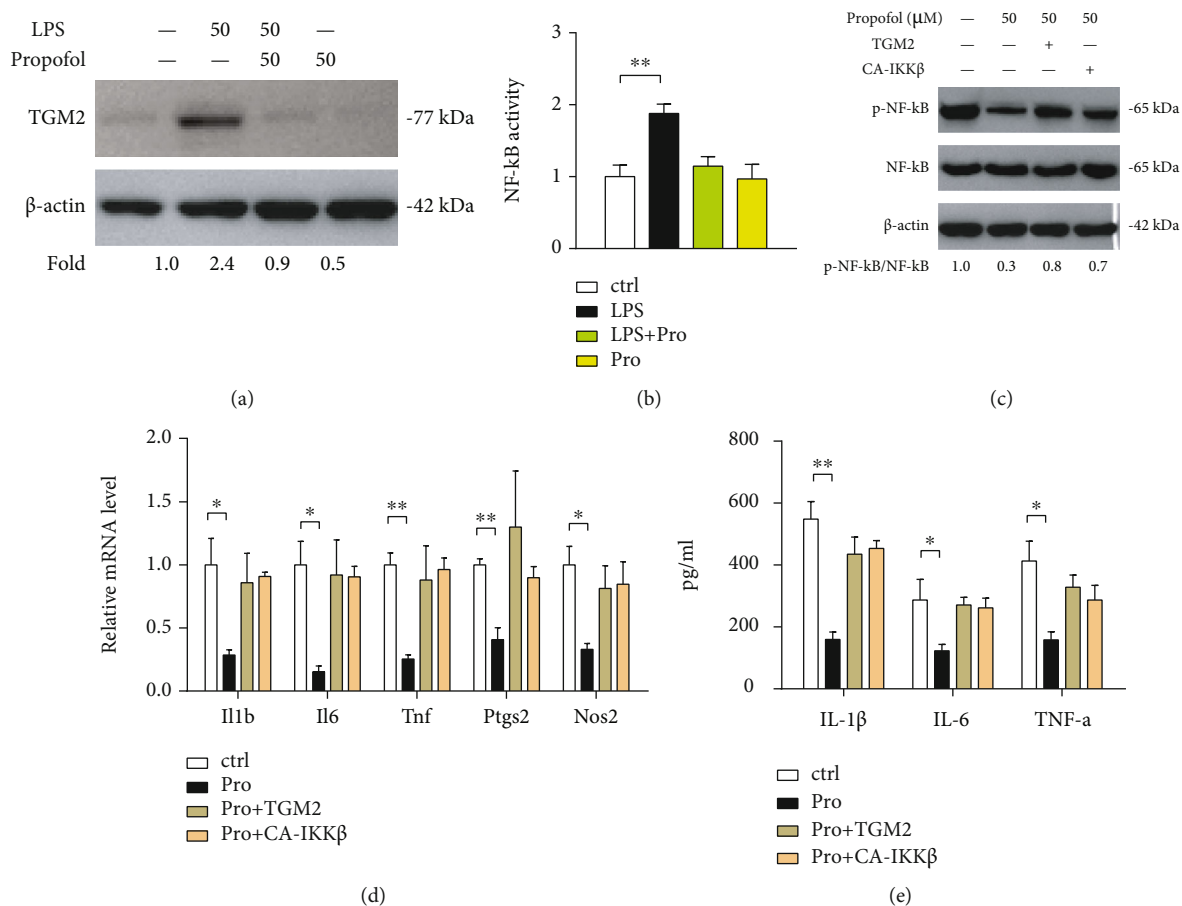 LPS — 50 50 —
Propofol — — 50 50
TGM2 -77 kDa
β-actin -42 kDa
Fold 1.0 2.4 0.9 0.5
(a)
NF-kB activity
3
2
1
0
**
ctrl
LPS
LPS+Pro
Pro
(b)
Propofol (μM) — 50 50 50
TGM2 — — + —
CA-IKKβ — — — +
p-NF-kB -65 kDa
NF-kB -65 kDa
β-actin -42 kDa
p-NF-kB/NF-kB 1.0 0.3 0.8 0.7
(c)
Relative mRNA level
2.0
1.5
1.0
0.5
0.0
* * ** ** *
Il1b Il6 Tnf Ptgs2 Nos2
ctrl
Pro
Pro+TGM2
Pro+CA-IKKβ
(d)
pg/ml
800
600
400
200
0
** * *
IL-1β IL-6 TNF-a
ctrl
Pro
Pro+TGM2
Pro+CA-IKKβ
(e)